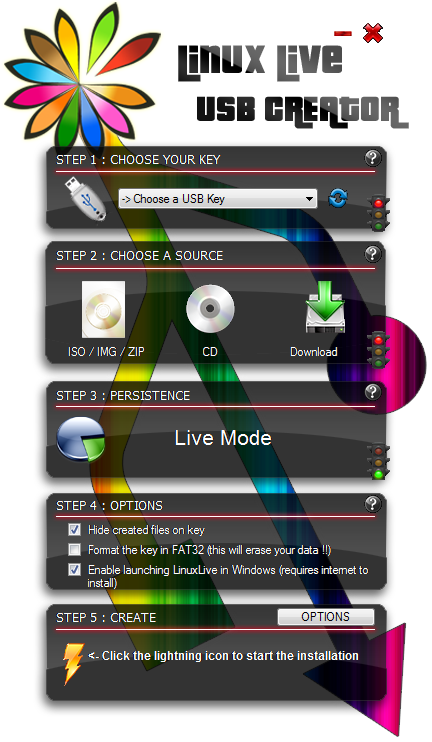 Linux Live
USB Creator
STEP 1 : CHOOSE YOUR KEY
?
-> Choose a USB Key
STEP 2 : CHOOSE A SOURCE
?
ISO / IMG / ZIP
CD
Download
STEP 3 : PERSISTENCE
?
Live Mode
STEP 4 : OPTIONS
?
Hide created files on key
Format the key in FAT32 (this will erase your data !!)
Enable launching LinuxLive in Windows (requires internet to
install)
STEP 5 : CREATE
OPTIONS
<- Click the lightning icon to start the installation